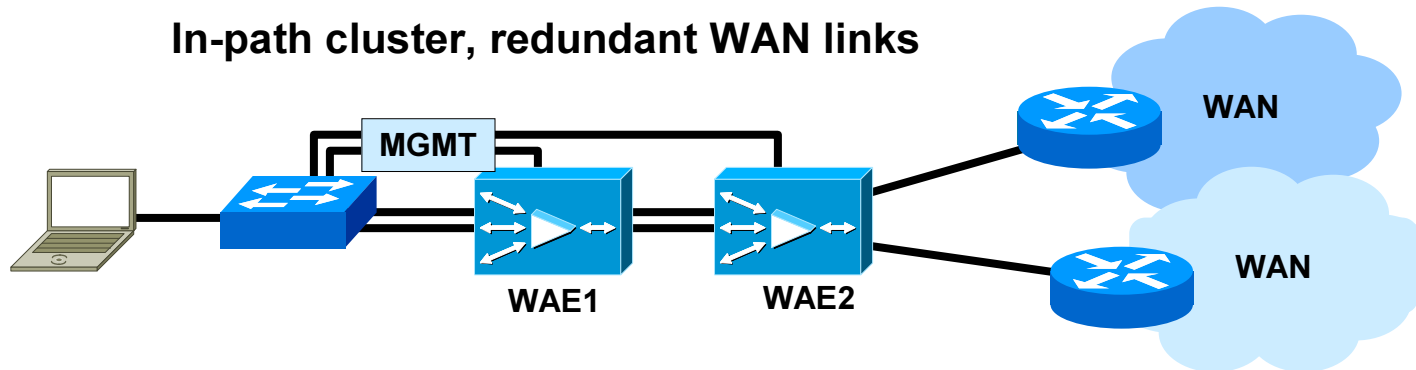 In-path cluster, redundant WAN links
MGMT
WAN
WAN
WAE1
WAE2